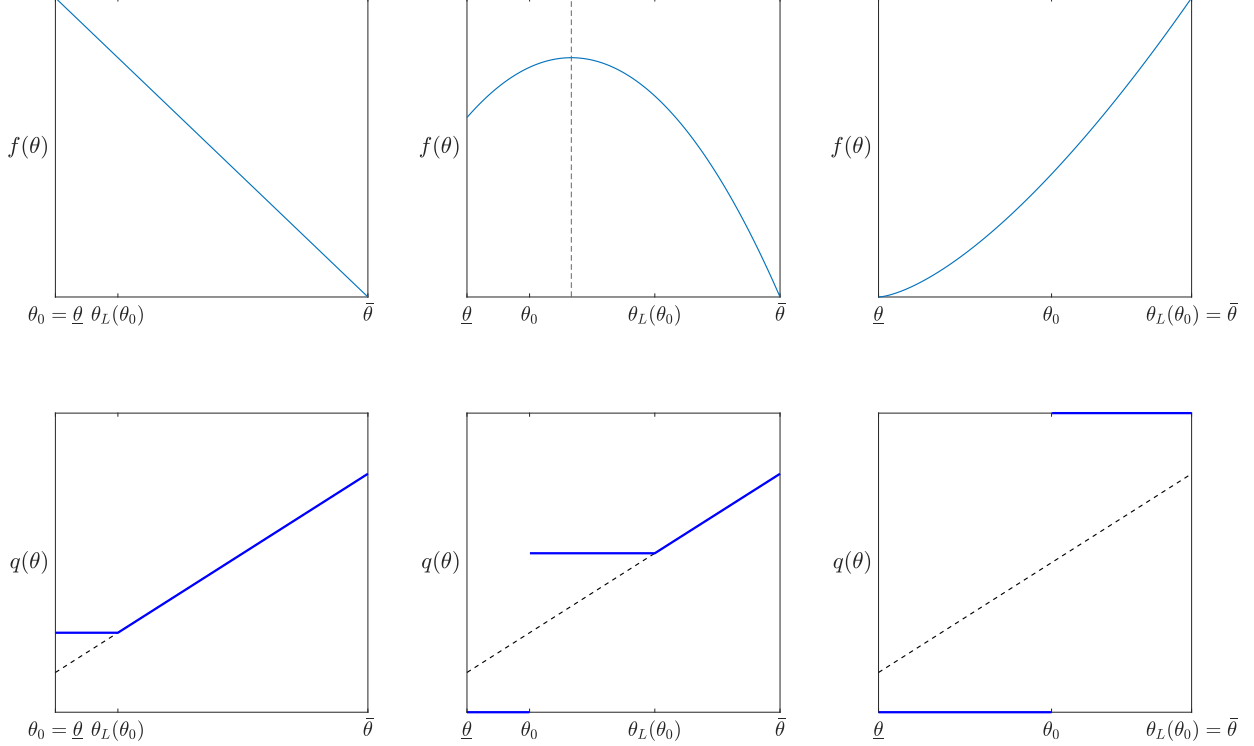 f(θ) f(θ) f(θ)
θ₀ = θ̲ θ_L(θ₀) θ̄ θ̲ θ₀ θ_L(θ₀) θ̄ θ̲ θ₀ θ_L(θ₀) = θ̄
q(θ) q(θ) q(θ)
θ₀ = θ̲ θ_L(θ₀) θ̄ θ̲ θ₀ θ_L(θ₀) θ̄ θ̲ θ₀ θ_L(θ₀) = θ̄